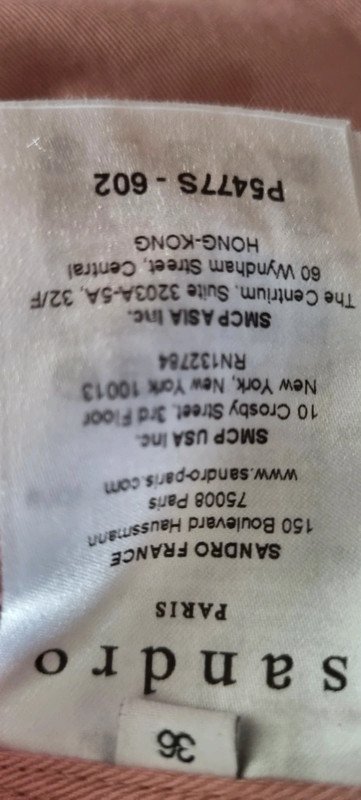 36
sandro
PARIS
SANDRO FRANCE
150 Boulevard Haussmann
75008 Paris
www.sandro-paris.com
SMCP USA Inc.
10 Crosby Street, 3rd Floor
New York, New York 10013
RN132784
SMCP ASIA Inc.
The Centrium, Suite 3203A-5A, 32/F
60 Wyndham Street, Central
HONG-KONG
P5477S - 602